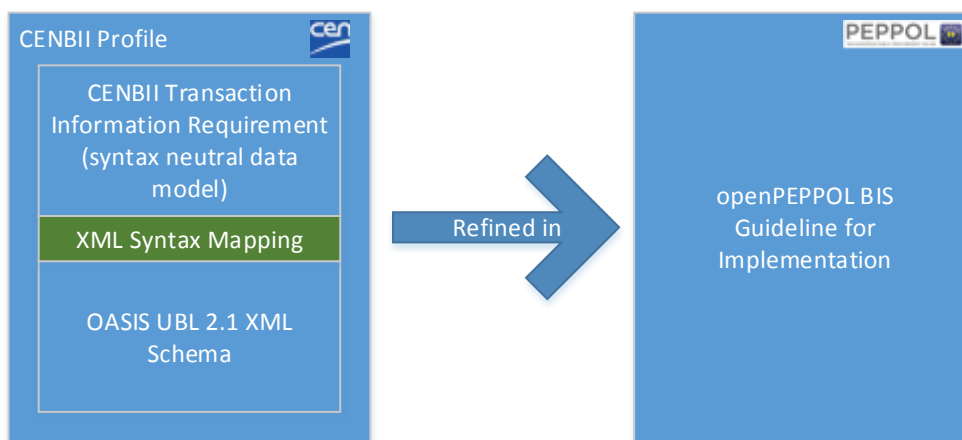 CENBII Profile
cen
CENBII Transaction
Information Requirement
(syntax neutral data
model)
XML Syntax Mapping
OASIS UBL 2.1 XML
Schema
Refined in
PEPPOL
openPEPPOL BIS
Guideline for
Implementation